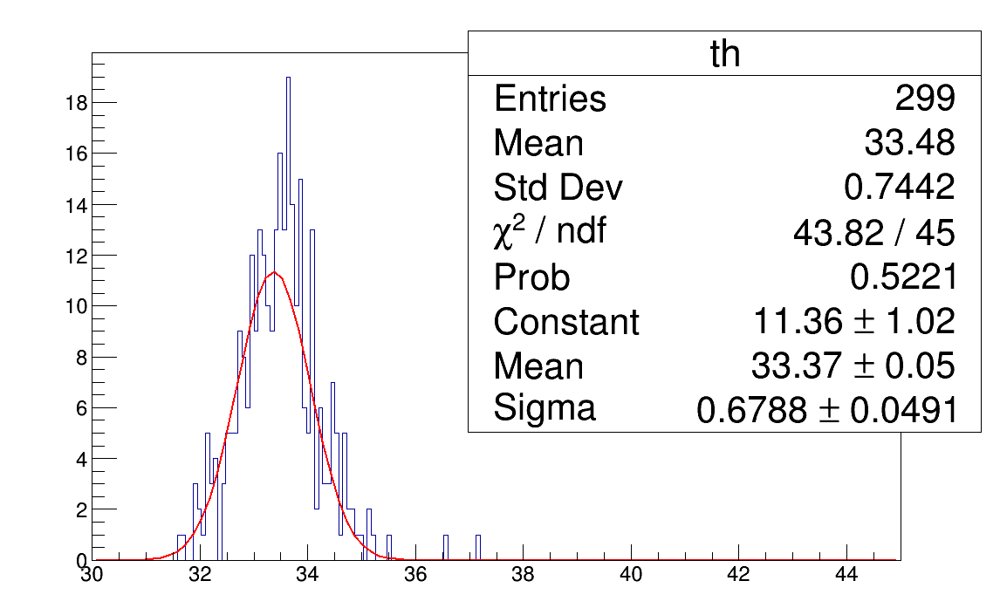 th
Entries 299
Mean 33.48
Std Dev 0.7442
χ² / ndf 43.82 / 45
Prob 0.5221
Constant 11.36 ± 1.02
Mean 33.37 ± 0.05
Sigma 0.6788 ± 0.0491
18
16
14
12
10
8
6
4
2
0
30 32 34 36 38 40 42 44